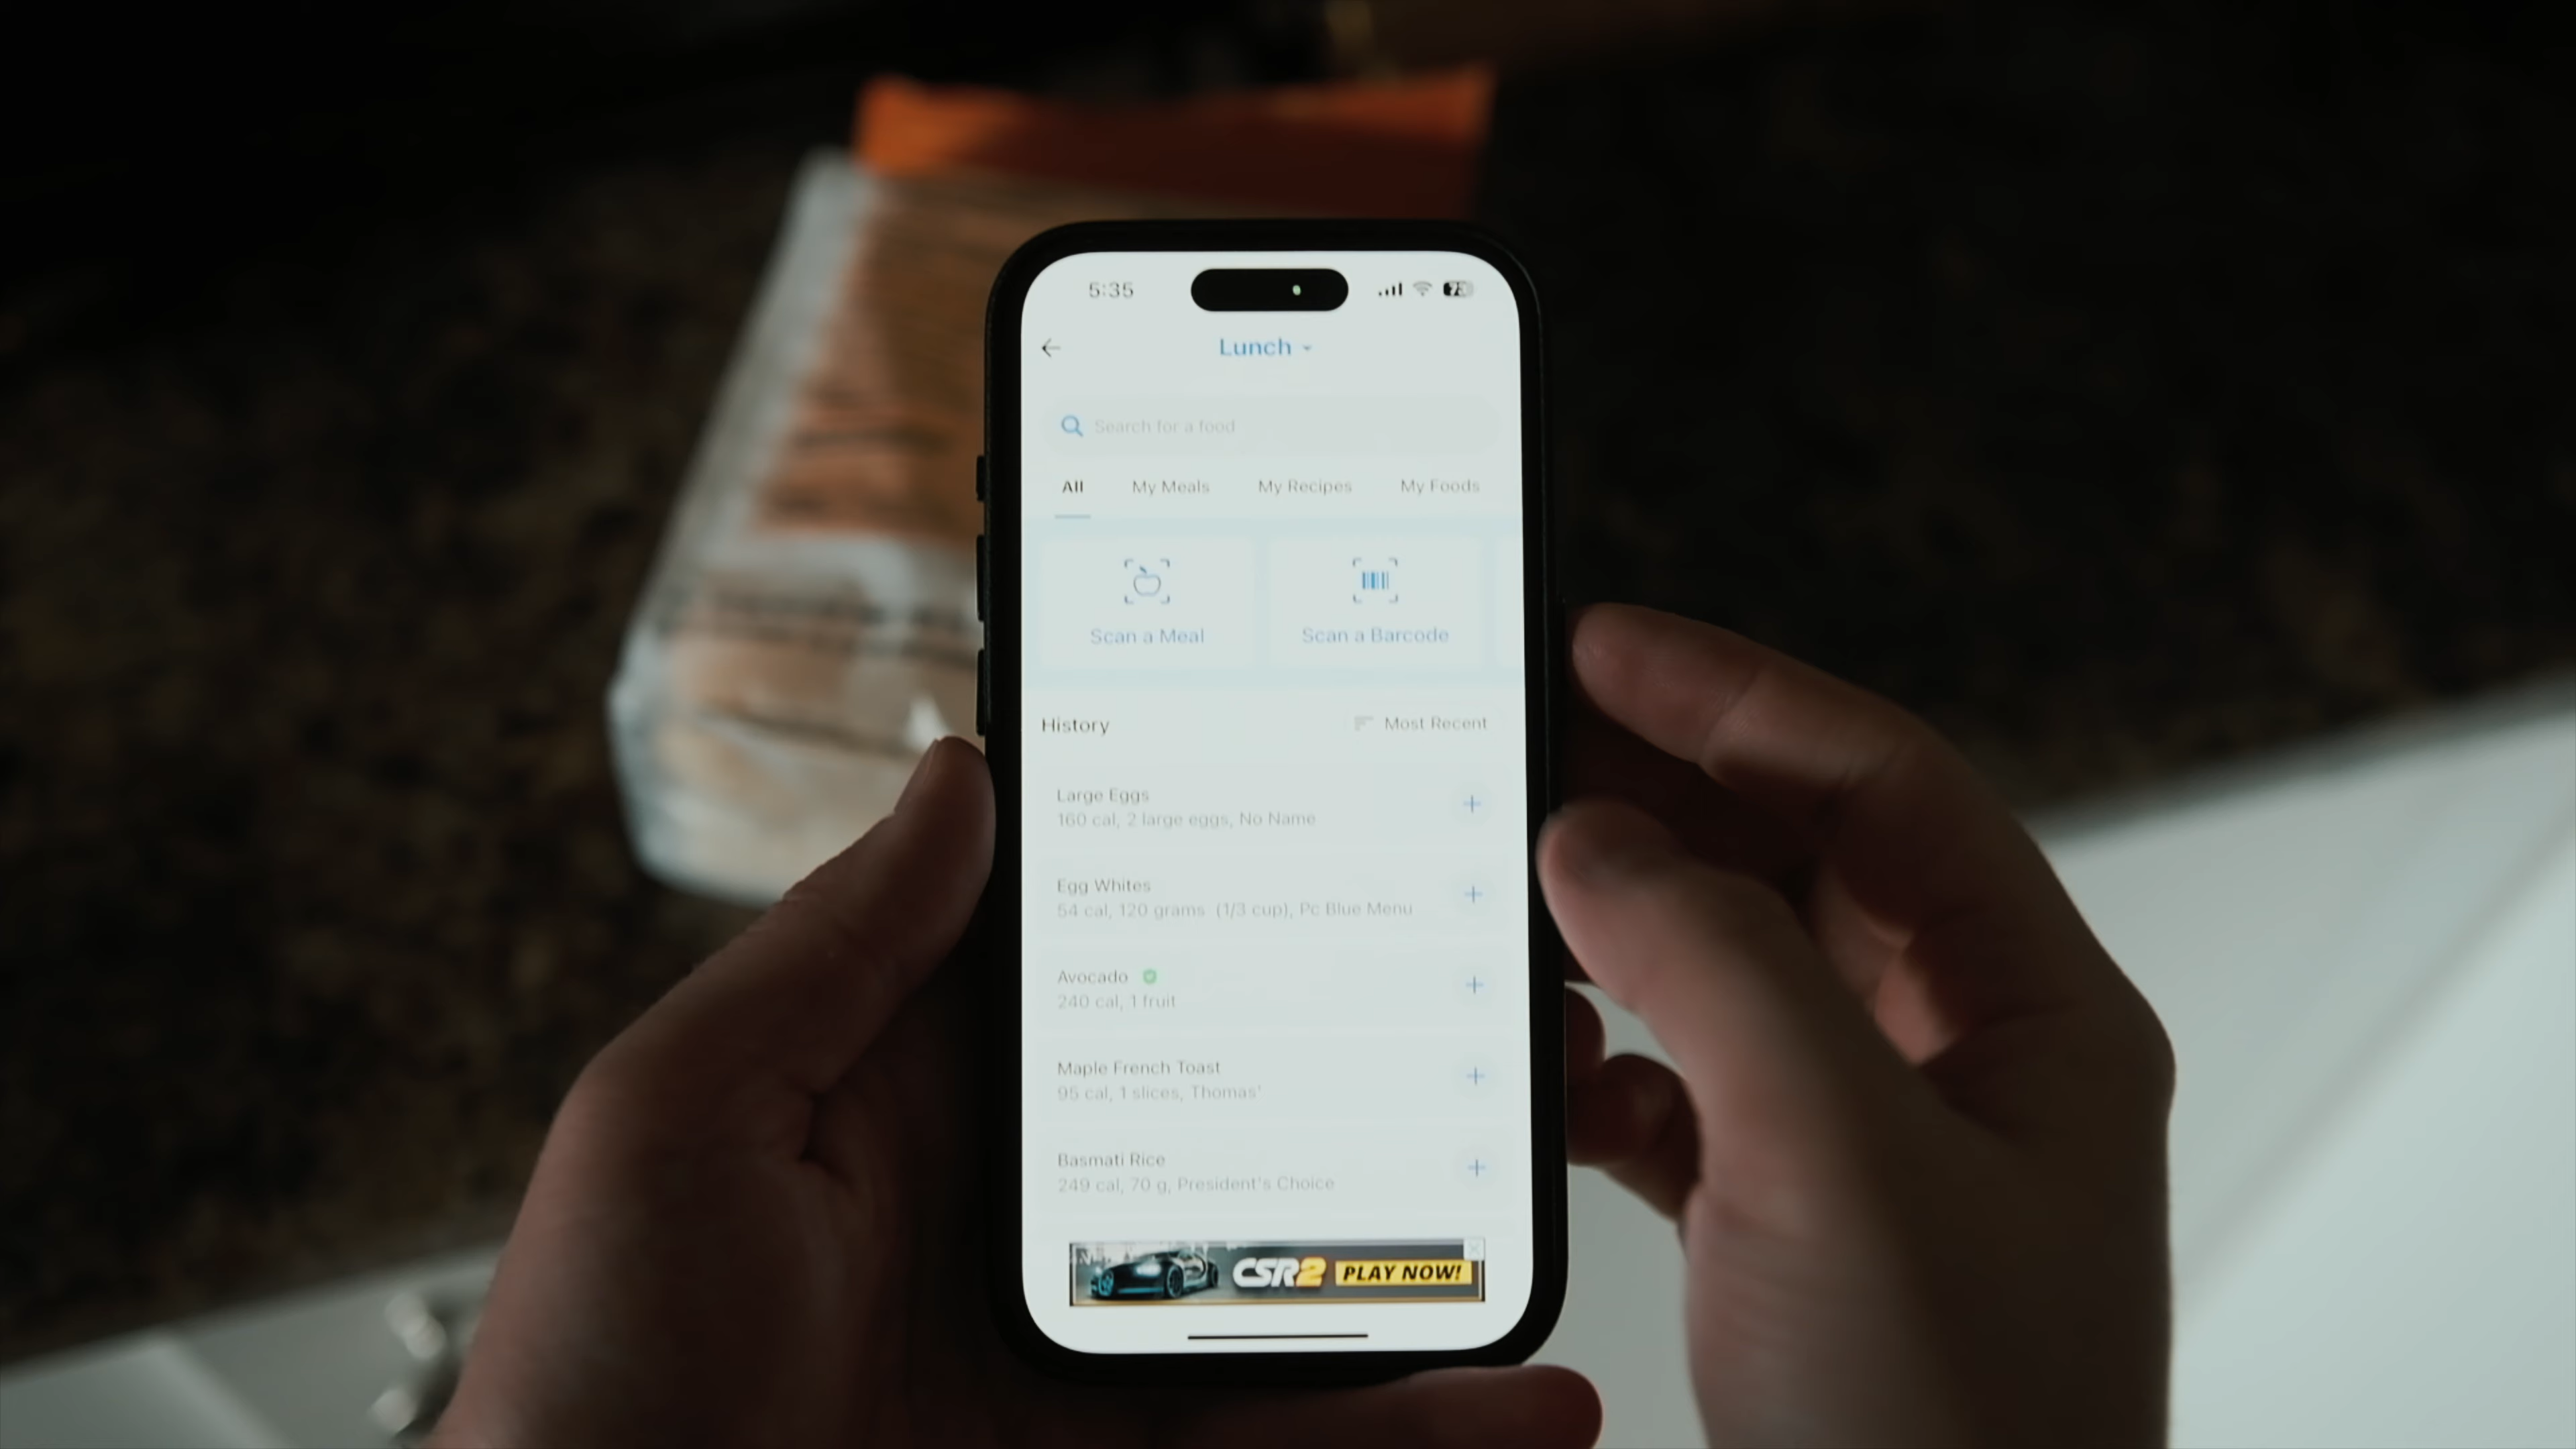 5:35
Lunch
Search for a food
All My Meals My Recipes My Foods
Scan a Meal Scan a Barcode
History Most Recent
Large Eggs
160 cal, 2 large eggs, No Name
Egg Whites
54 cal, 120 grams (1/3 cup), Pc Blue Menu
Avocado
240 cal, 1 fruit
Maple French Toast
95 cal, 1 slices, Thomas'
Basmati Rice
249 cal, 70 g, President's Choice
CSR2 PLAY NOW!